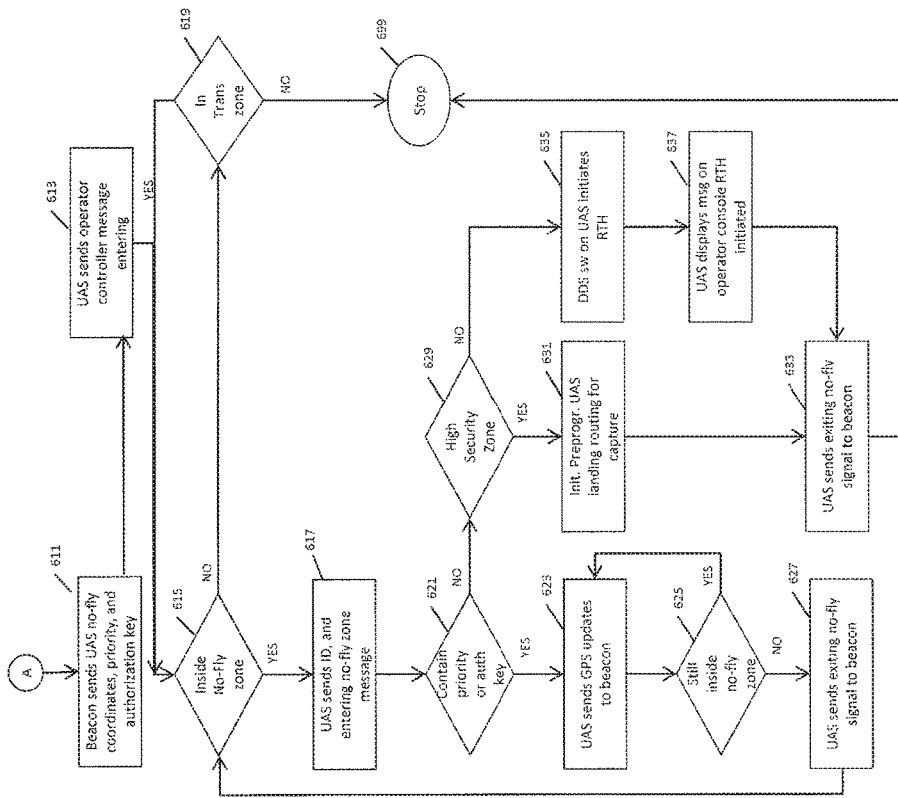 A
611
Beacon sends UAS no-fly
coordinates, priority, and
authorization key
613
UAS sends operator
controller message
entering
615
Inside
No-Fly
zone
NO
YES
619
In
Trans
zone
YES
NO
699
Stop
617
UAS sends ID, and
entering no-fly zone
message
621
Contain
priority
or auth
key
NO
YES
629
High
Security
Zone
NO
YES
635
DDS sw on UAS initiates
RTH
637
UAS displays msg on
operator console RTH
initiated
631
Init. Preprogr. UAS
landing routing for
capture
633
UAS sends exiting no-fly
signal to beacon
623
UAS sends GPS updates
to beacon
625
Still
inside
no-fly
zone
YES
NO
627
UAS sends exiting no-fly
signal to beacon